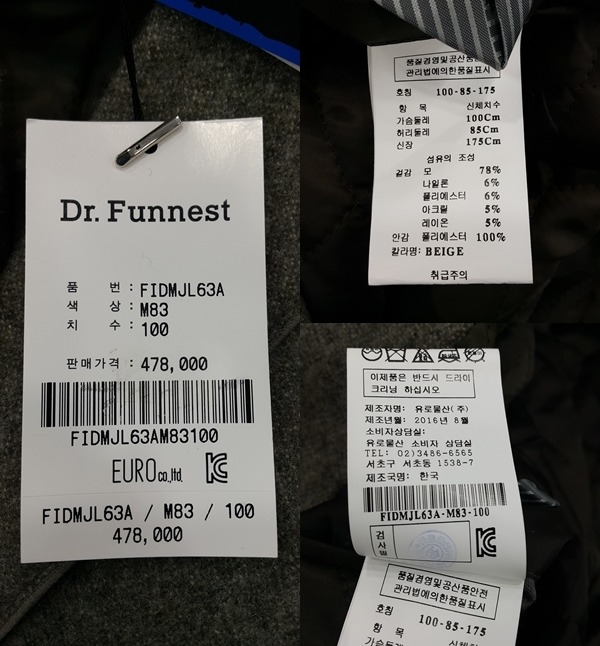 Dr. Funnest
품 번 : FIDMJL63A
색 상 : M83
치 수 : 100
판매가격 : 478,000
FIDMJL63AM83100
EURO co,.ltd.
FIDMJL63A / M83 / 100
478,000
품질경영및공산품안전
관리법에의한품질표시
호칭 100-85-175
항 목 신체치수
가슴둘레 100Cm
허리둘레 85Cm
신장 175Cm
섬유의 조성
겉감 모 78%
나일론 6%
폴리에스터 6%
아크릴 5%
레이온 5%
안감 폴리에스터 100%
칼라명: BEIGE
취급주의
이제품은 반드시 드라이
크리닝 하십시오
제조자명: 유로물산(주)
제조년월: 2016년 8월
소비자상담실:
유로물산 소비자 상담실
TEL: 02)3486-6565
서초구 서초동 1538-7
제조국명: 한국
FIDMJL63A-M83-100
검사필
품질경영및공산품안전
관리법에의한품질표시
호칭 100-85-175
항 목 신체치수